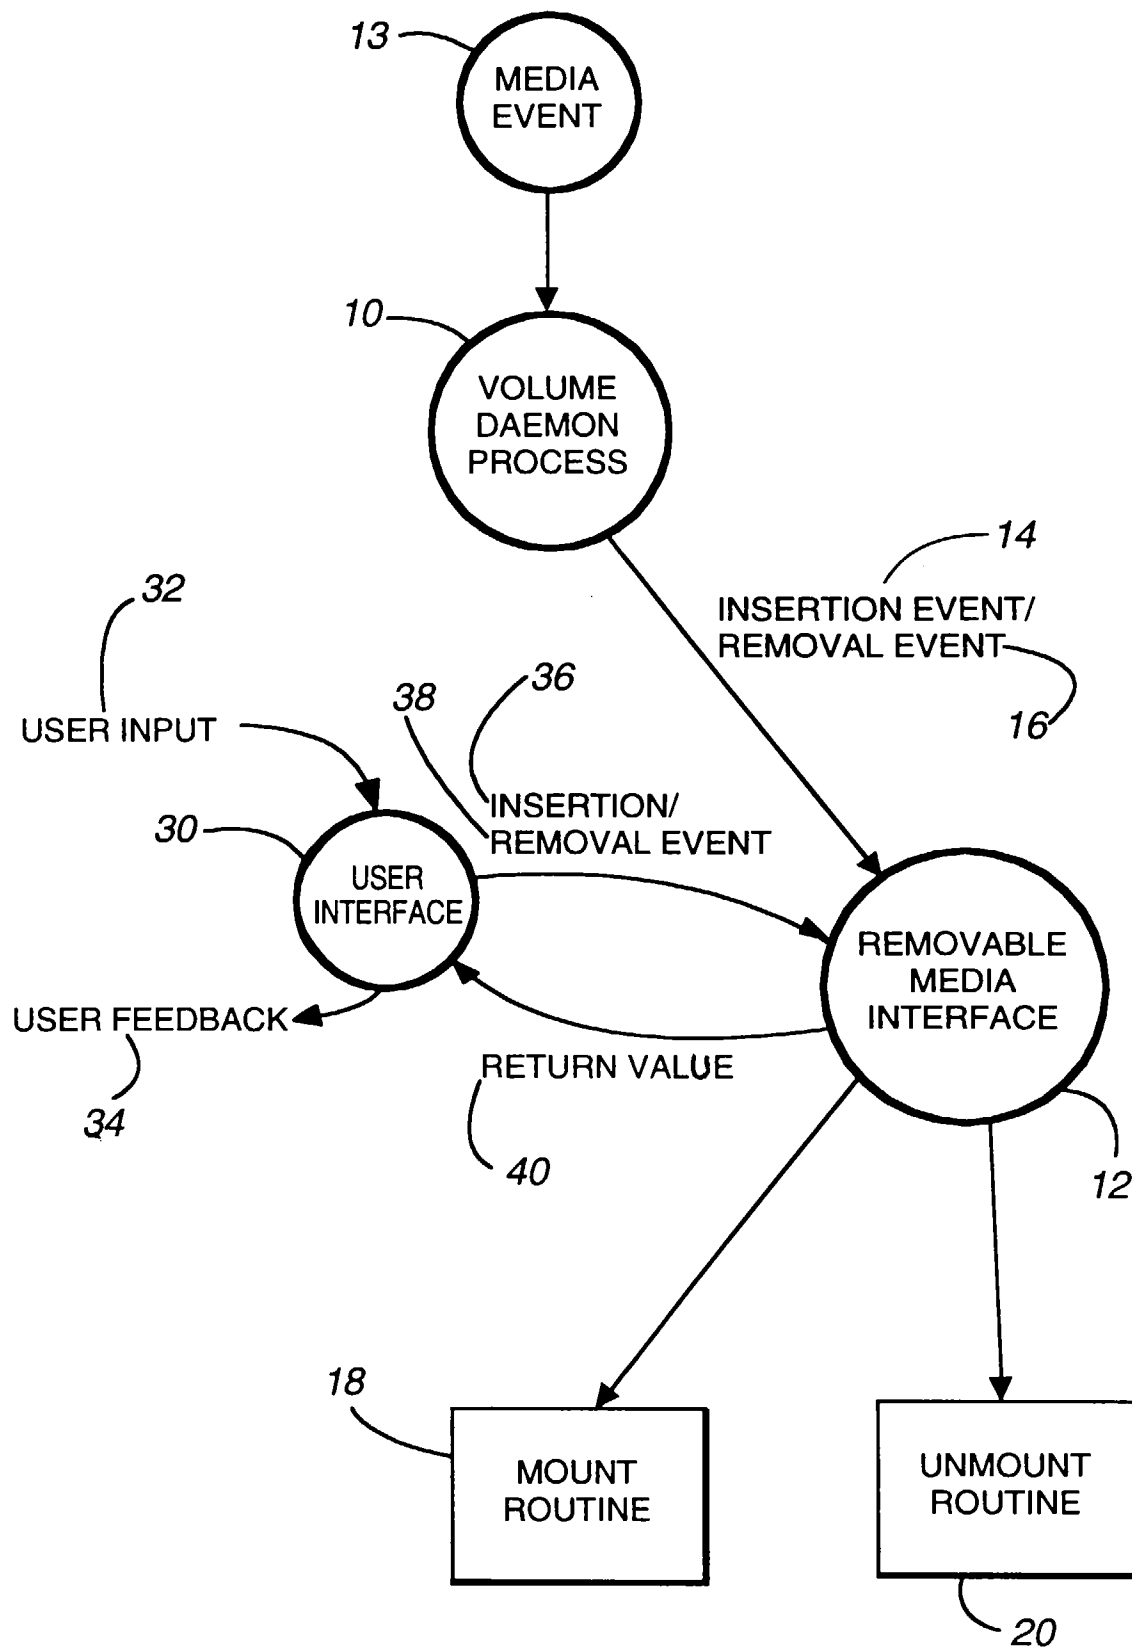 13
MEDIA
EVENT
10
VOLUME
DAEMON
PROCESS
14
INSERTION EVENT/
REMOVAL EVENT
16
32
USER INPUT
36
38
INSERTION/
REMOVAL EVENT
30
USER
INTERFACE
REMOVABLE
MEDIA
INTERFACE
USER FEEDBACK
34
RETURN VALUE
40
12
18
MOUNT
ROUTINE
UNMOUNT
ROUTINE
20